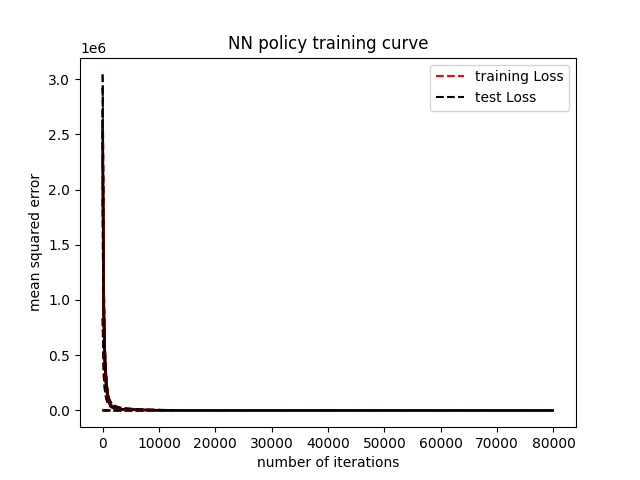 NN policy training curve
1e6
training Loss
test Loss
3.0
2.5
2.0
1.5
1.0
0.5
0.0
mean squared error
0 10000 20000 30000 40000 50000 60000 70000 80000
number of iterations